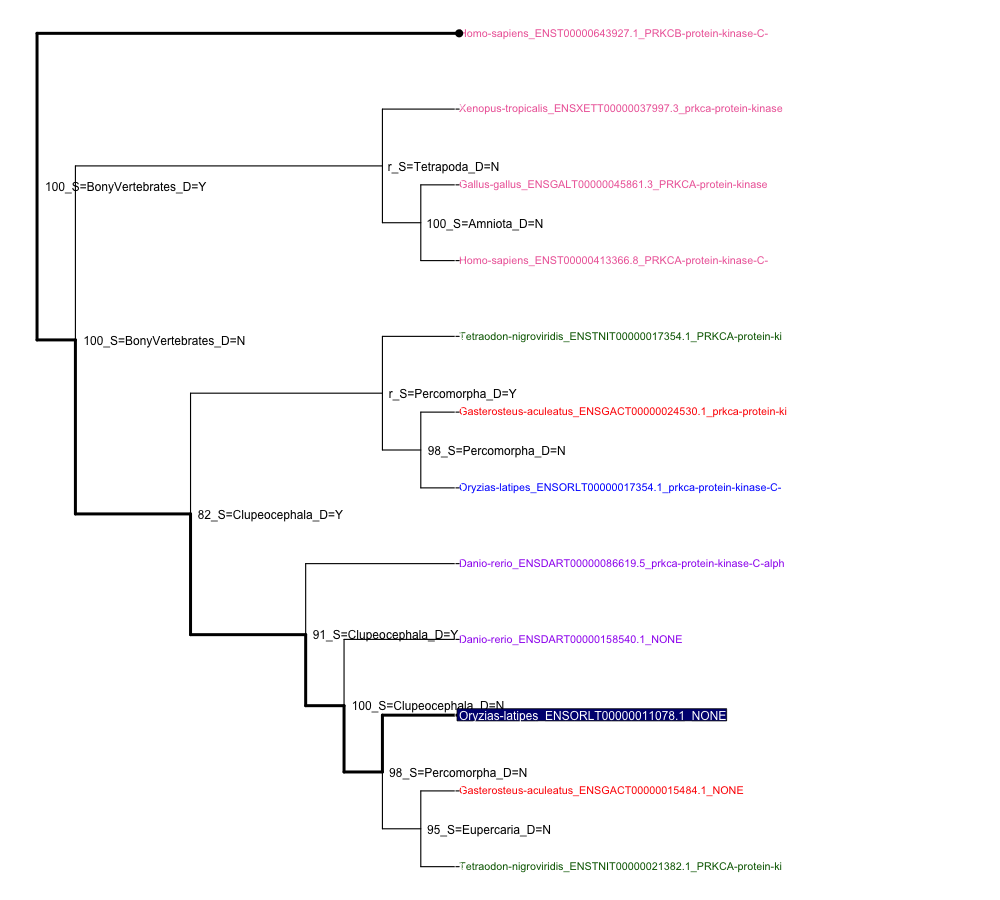 Homo-sapiens_ENST00000643927.1_PRKCB-protein-kinase-C-
Xenopus-tropicalis_ENSXETT00000037997.3_prkca-protein-kinase
r_S=Tetrapoda_D=N
Gallus-gallus_ENSGALT00000045861.3_PRKCA-protein-kinase
100_S=BonyVertebrates_D=Y
100_S=Amniota_D=N
Homo-sapiens_ENST00000413366.8_PRKCA-protein-kinase-C-
Tetraodon-nigroviridis_ENSTNIT00000017354.1_PRKCA-protein-ki
100_S=BonyVertebrates_D=N
r_S=Percomorpha_D=Y
Gasterosteus-aculeatus_ENSGACT00000024530.1_prkca-protein-ki
98_S=Percomorpha_D=N
Oryzias-latipes_ENSORLT00000017354.1_prkca-protein-kinase-C-
82_S=Clupeocephala_D=Y
Danio-rerio_ENSDART00000086619.5_prkca-protein-kinase-C-alph
91_S=Clupeocephala_D=Y
Danio-rerio_ENSDART00000158540.1_NONE
100_S=Clupeocephala_D=N
Oryzias-latipes_ENSORLT00000011078.1_NONE
98_S=Percomorpha_D=N
Gasterosteus-aculeatus_ENSGACT00000015484.1_NONE
95_S=Eupercaria_D=N
Tetraodon-nigroviridis_ENSTNIT00000021382.1_PRKCA-protein-ki